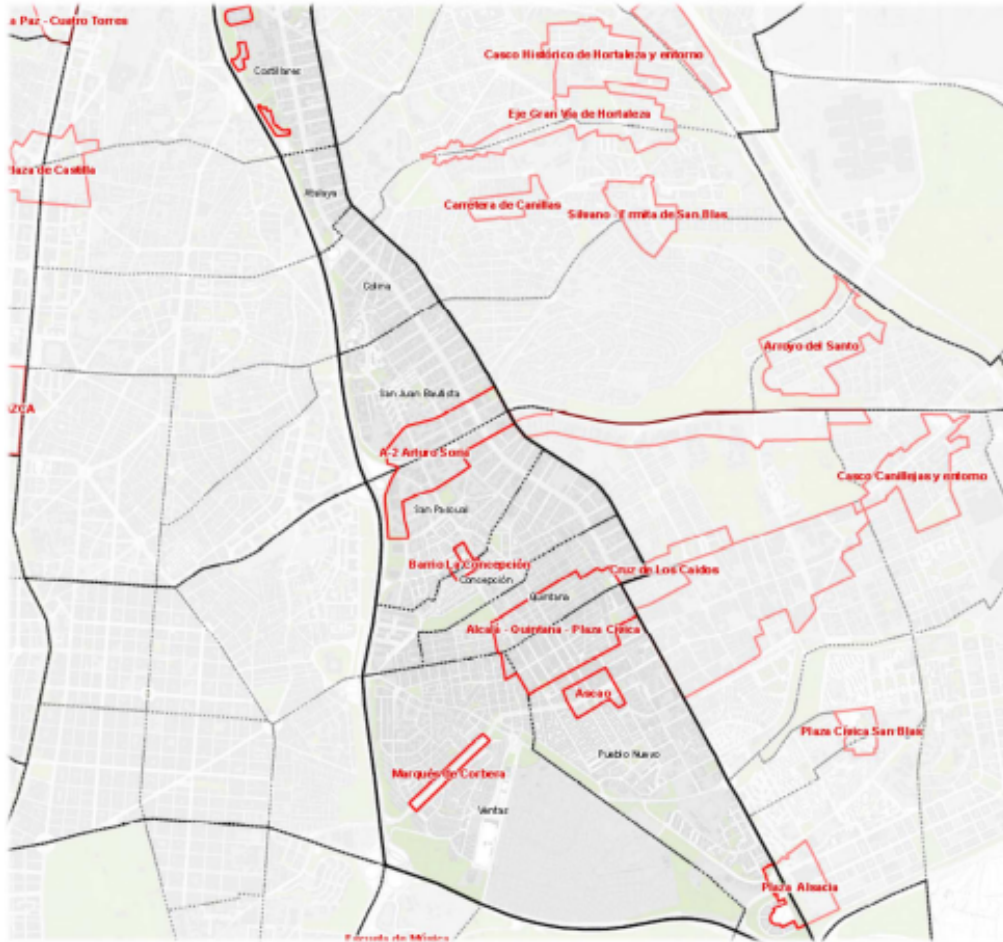 a Paz - Cuatro Torres
Casco Histórico de Hortaleza y entorno
Costillares
Eje Gran Vía de Hortaleza
laza de Castilla
Atalaya
Carretera de Canillas
Silvano - Ermita de San Blas
Colina
Arroyo del Santo
San Juan Bautista
ZCA
A-2 Arturo Soria
Casco Canillejas y entorno
San Pascual
Barrio La Concepción
Cruz de Los Caidos
Concepción
Quintana
Alcalá - Quintana - Plaza Cívica
Ascao
Plaza Cívica San Blas
Pueblo Nuevo
Marqués de Corbera
Ventas
Plaza Alsacia
Escuela de Música